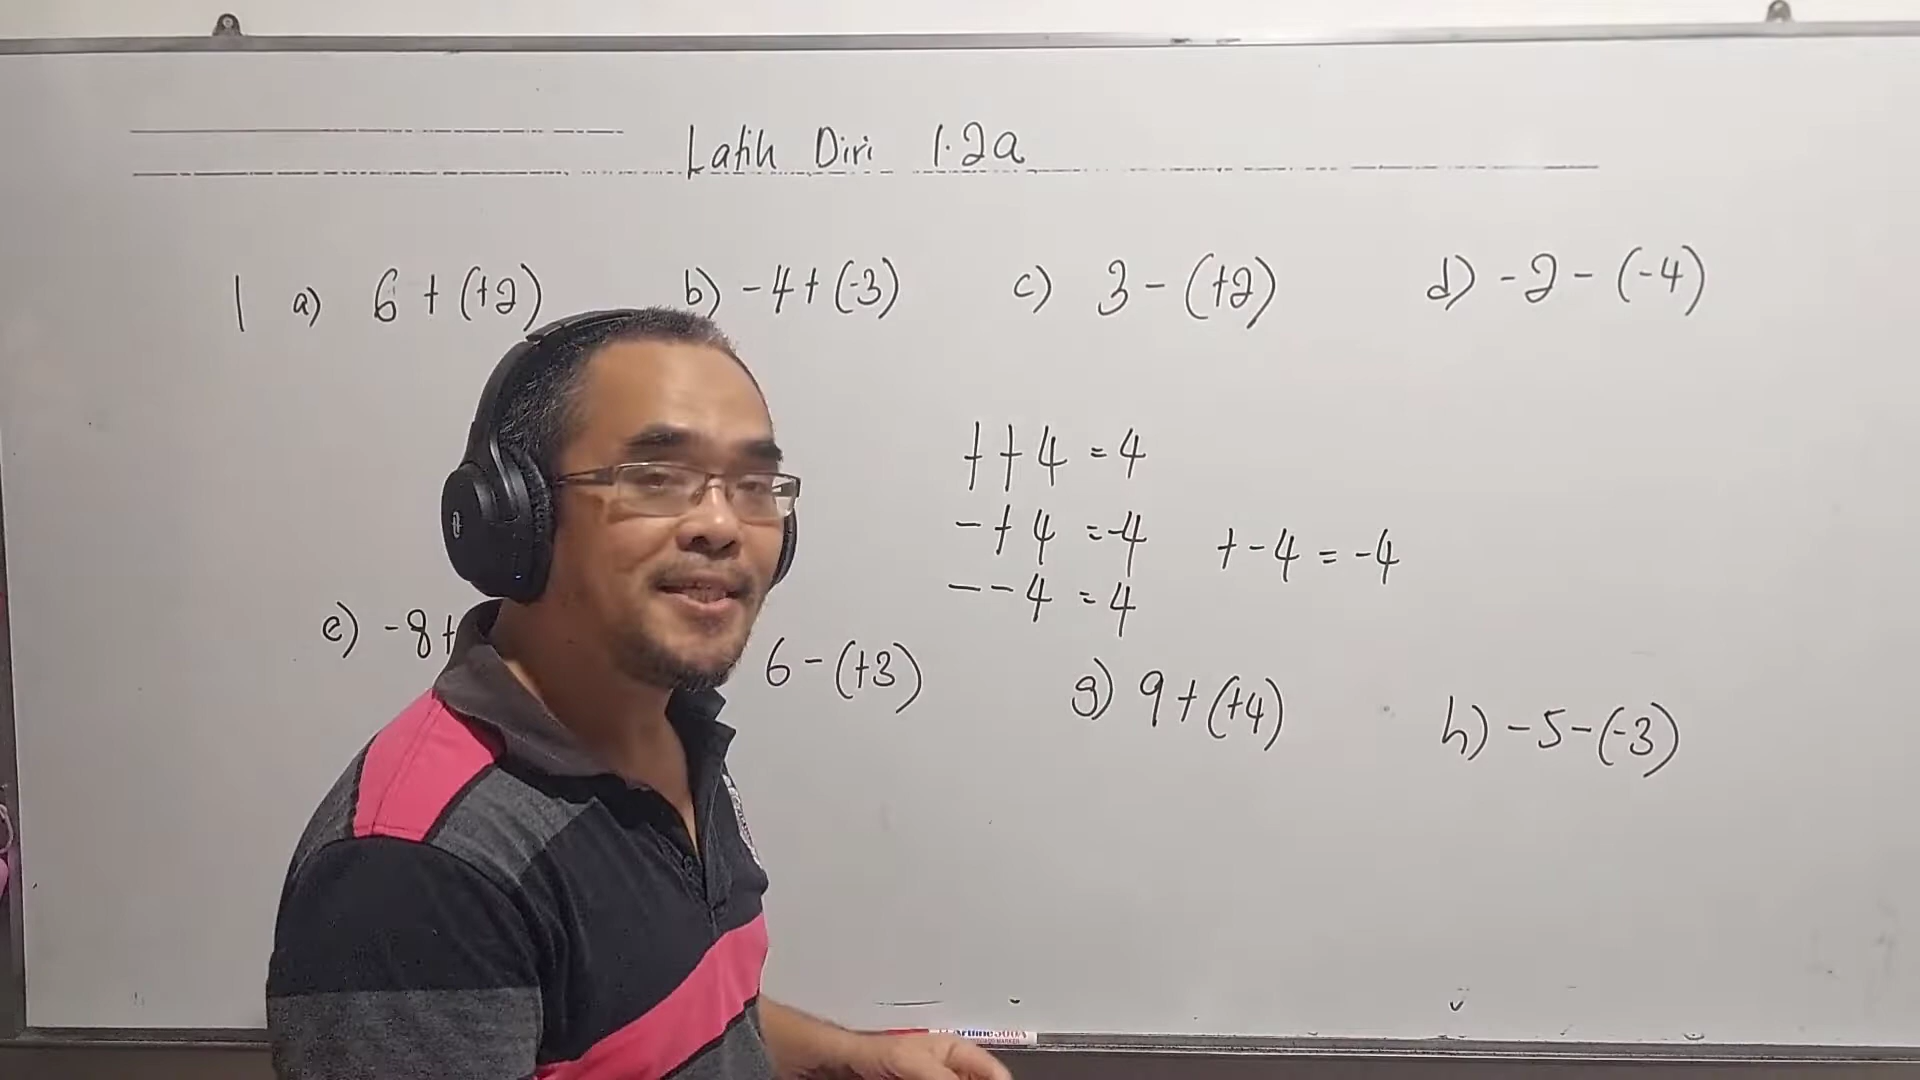 Latih Diri 1.2a
1 a) 6 + (+2) b) -4 + (-3) c) 3 - (+2) d) -2 - (-4)
+ + 4 = 4
- + 4 = -4 + - 4 = -4
- - 4 = 4
e) -8+ 6 - (+3) g) 9 + (+4) h) -5 - (-3)